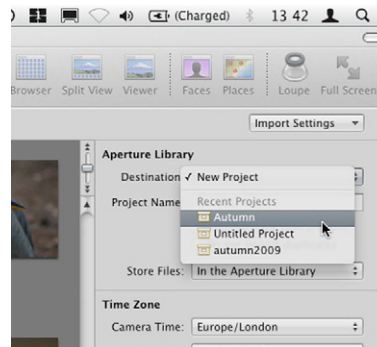 (Charged) 13 42
Browser Split View Viewer Faces Places Loupe Full Screen
Import Settings
Aperture Library
Destination ✓ New Project
Project Name Recent Projects
Autumn
Untitled Project
autumn2009
Store Files: In the Aperture Library
Time Zone
Camera Time: Europe/London